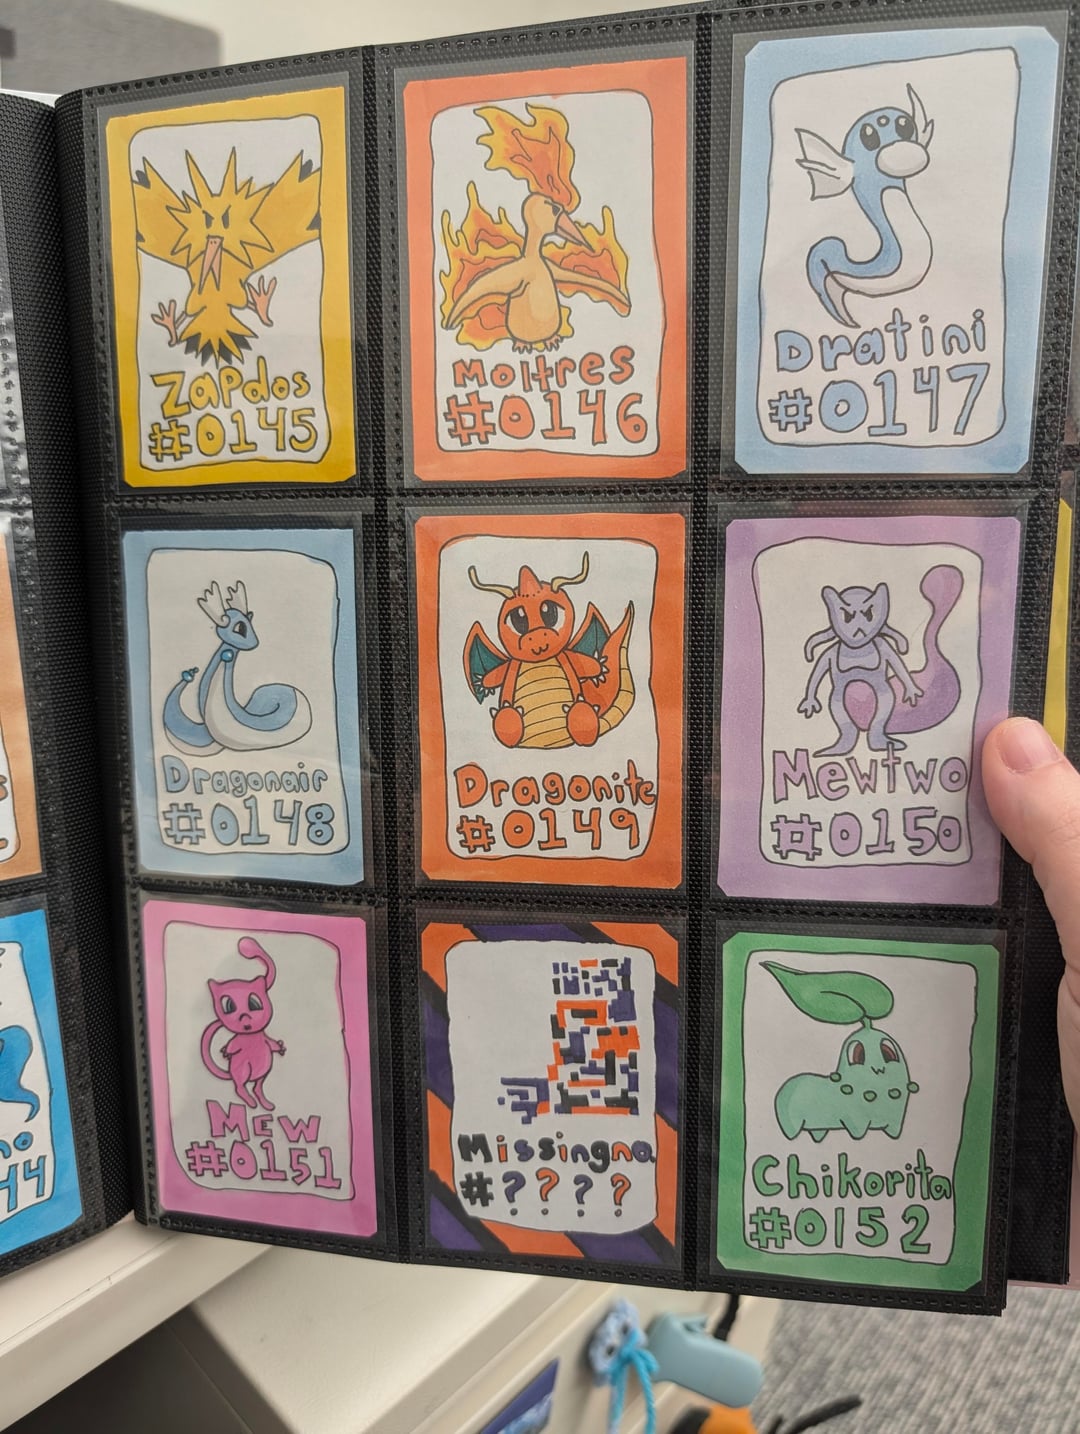 Zapdos
#0145
Moltres
#0146
Dratini
#0147
Dragonair
#0148
Dragonite
#0149
Mewtwo
#0150
Mew
#0151
Missingno.
#????
Chikorita
#0152